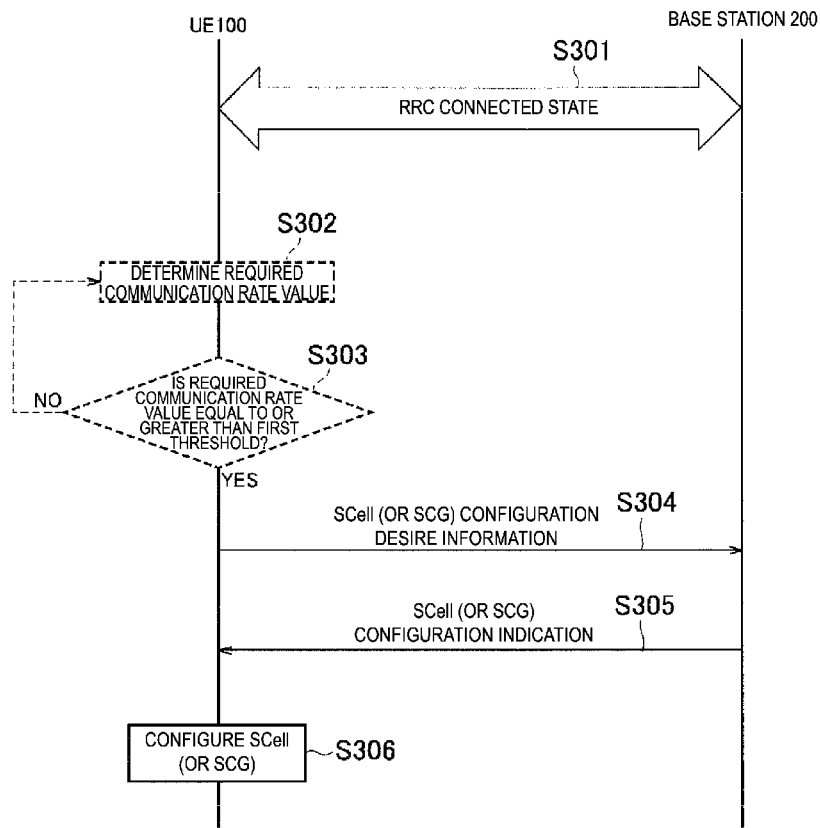 UE100
BASE STATION 200
S301
RRC CONNECTED STATE
S302
DETERMINE REQUIRED
COMMUNICATION RATE VALUE
S303
IS REQUIRED
COMMUNICATION RATE
VALUE EQUAL TO OR
GREATER THAN FIRST
THRESHOLD?
NO
YES
SCell (OR SCG) CONFIGURATION
DESIRE INFORMATION
S304
SCell (OR SCG)
CONFIGURATION INDICATION
S305
CONFIGURE SCell
(OR SCG)
S306